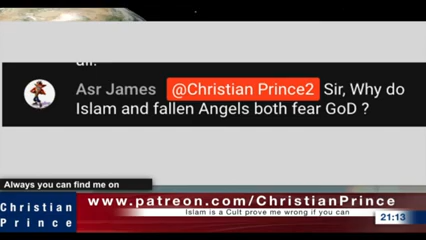 Asr James @Christian Prince2 Sir, Why do
Islam and fallen Angels both fear GoD ?
Always you can find me on
www.patreon.com/ChristianPrince
Christian
Prince
Islam is a Cult prove me wrong if you can
21:13